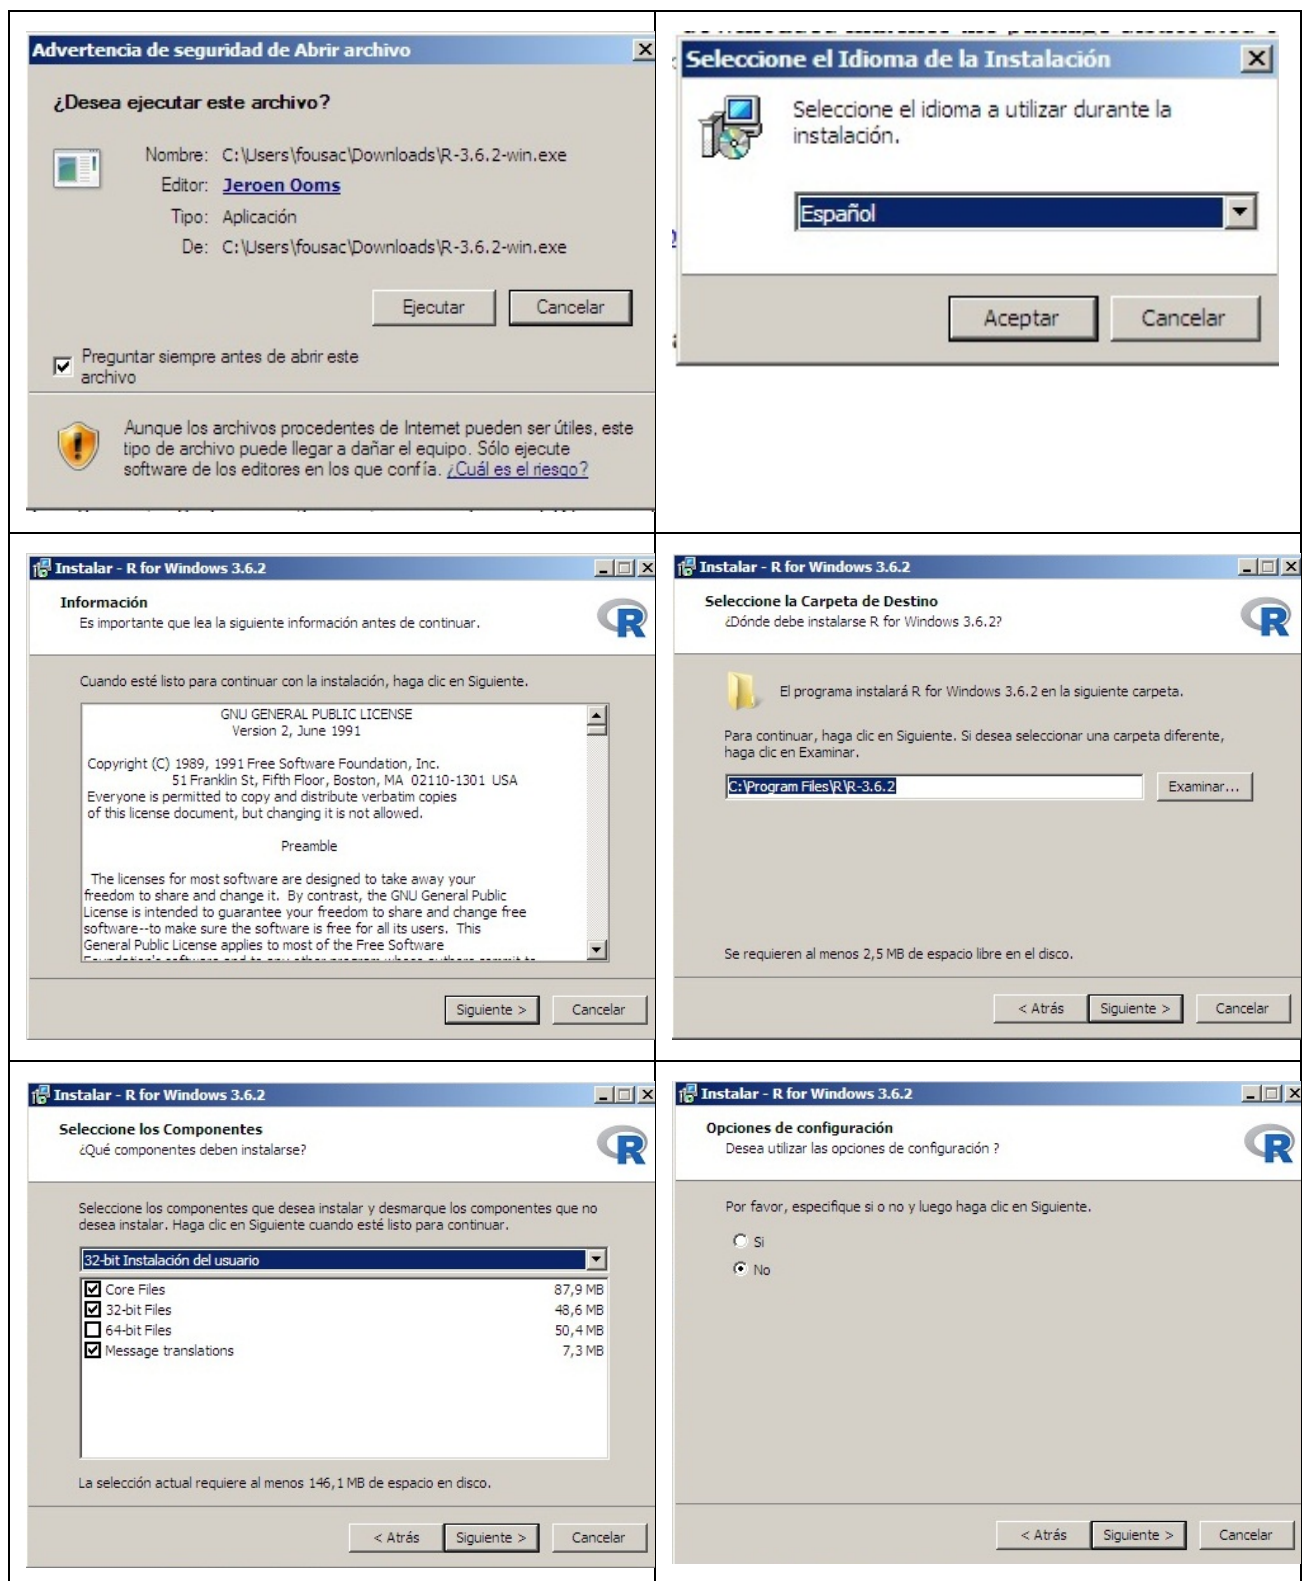 Advertencia de seguridad de Abrir archivo
¿Desea ejecutar este archivo?
Nombre: C:\Users\fousac\Downloads\R-3.6.2-win.exe
Editor: Jeroen Ooms
Tipo: Aplicación
De: C:\Users\fousac\Downloads\R-3.6.2-win.exe
Ejecutar Cancelar
Preguntar siempre antes de abrir este
archivo
Aunque los archivos procedentes de Internet pueden ser útiles, este
tipo de archivo puede llegar a dañar el equipo. Sólo ejecute
software de los editores en los que confía. ¿Cuál es el riesgo?
Seleccione el Idioma de la Instalación
Seleccione el idioma a utilizar durante la
instalación.
Español
Aceptar Cancelar
Instalar - R for Windows 3.6.2
Información
Es importante que lea la siguiente información antes de continuar.
R
Cuando esté listo para continuar con la instalación, haga clic en Siguiente.
GNU GENERAL PUBLIC LICENSE
Version 2, June 1991
Copyright (C) 1989, 1991 Free Software Foundation, Inc.
51 Franklin St, Fifth Floor, Boston, MA 02110-1301 USA
Everyone is permitted to copy and distribute verbatim copies
of this license document, but changing it is not allowed.
Preamble
The licenses for most software are designed to take away your
freedom to share and change it. By contrast, the GNU General Public
License is intended to guarantee your freedom to share and change free
software--to make sure the software is free for all its users. This
General Public License applies to most of the Free Software
Foundation's software and to any other program whose authors commit to
Siguiente > Cancelar
Instalar - R for Windows 3.6.2
Seleccione la Carpeta de Destino
¿Dónde debe instalarse R for Windows 3.6.2?
R
El programa instalará R for Windows 3.6.2 en la siguiente carpeta.
Para continuar, haga clic en Siguiente. Si desea seleccionar una carpeta diferente,
haga clic en Examinar.
C:\Program Files\R\R-3.6.2 Examinar...
Se requieren al menos 2,5 MB de espacio libre en el disco.
< Atrás Siguiente > Cancelar
Instalar - R for Windows 3.6.2
Seleccione los Componentes
¿Qué componentes deben instalarse?
R
Seleccione los componentes que desea instalar y desmarque los componentes que no
desea instalar. Haga clic en Siguiente cuando esté listo para continuar.
32-bit Instalación del usuario
Core Files 87,9 MB
32-bit Files 48,6 MB
64-bit Files 50,4 MB
Message translations 7,3 MB
La selección actual requiere al menos 146,1 MB de espacio en disco.
< Atrás Siguiente > Cancelar
Instalar - R for Windows 3.6.2
Opciones de configuración
Desea utilizar las opciones de configuración ?
R
Por favor, especifique si o no y luego haga clic en Siguiente.
Si
No
< Atrás Siguiente > Cancelar